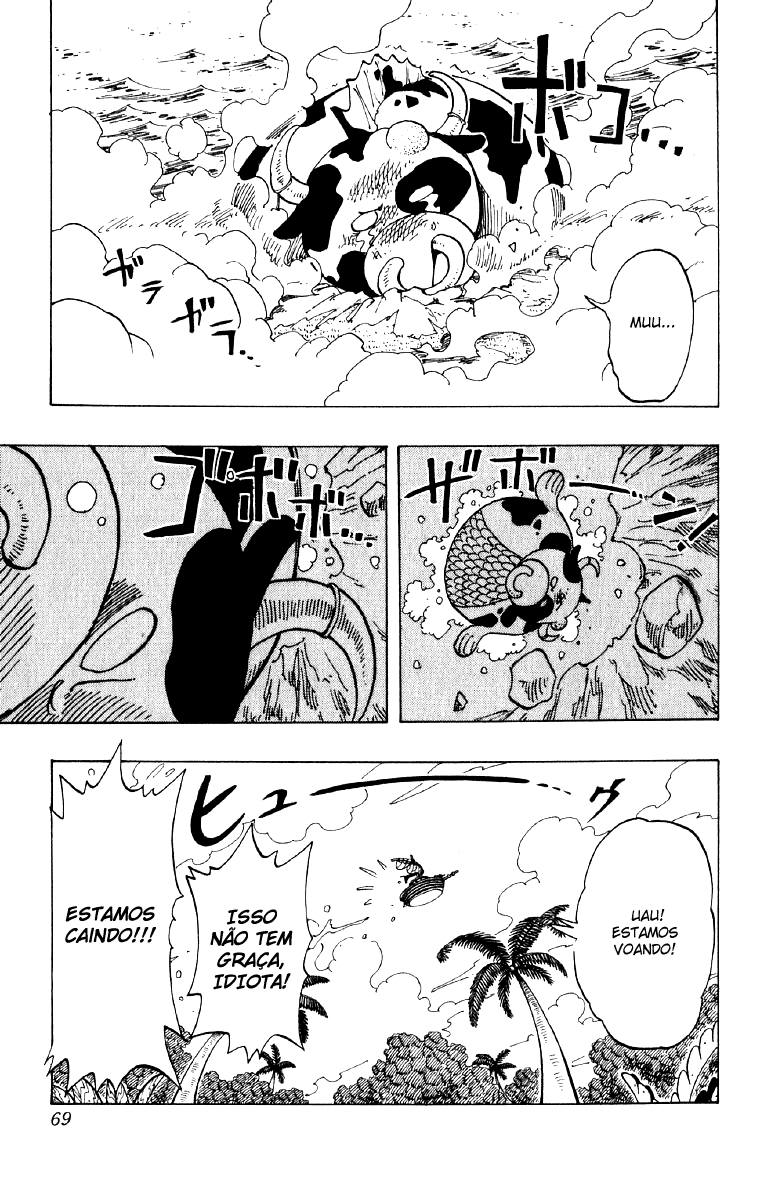 ボコ...
ガラガラ...
MUU...
ザボーン
ゴボボ...
ヒューッ
UAU!
ESTAMOS
VOANDO!
ISSO
NÃO TEM
GRAÇA,
IDIOTA!
ESTAMOS
CAINDO!!!
69